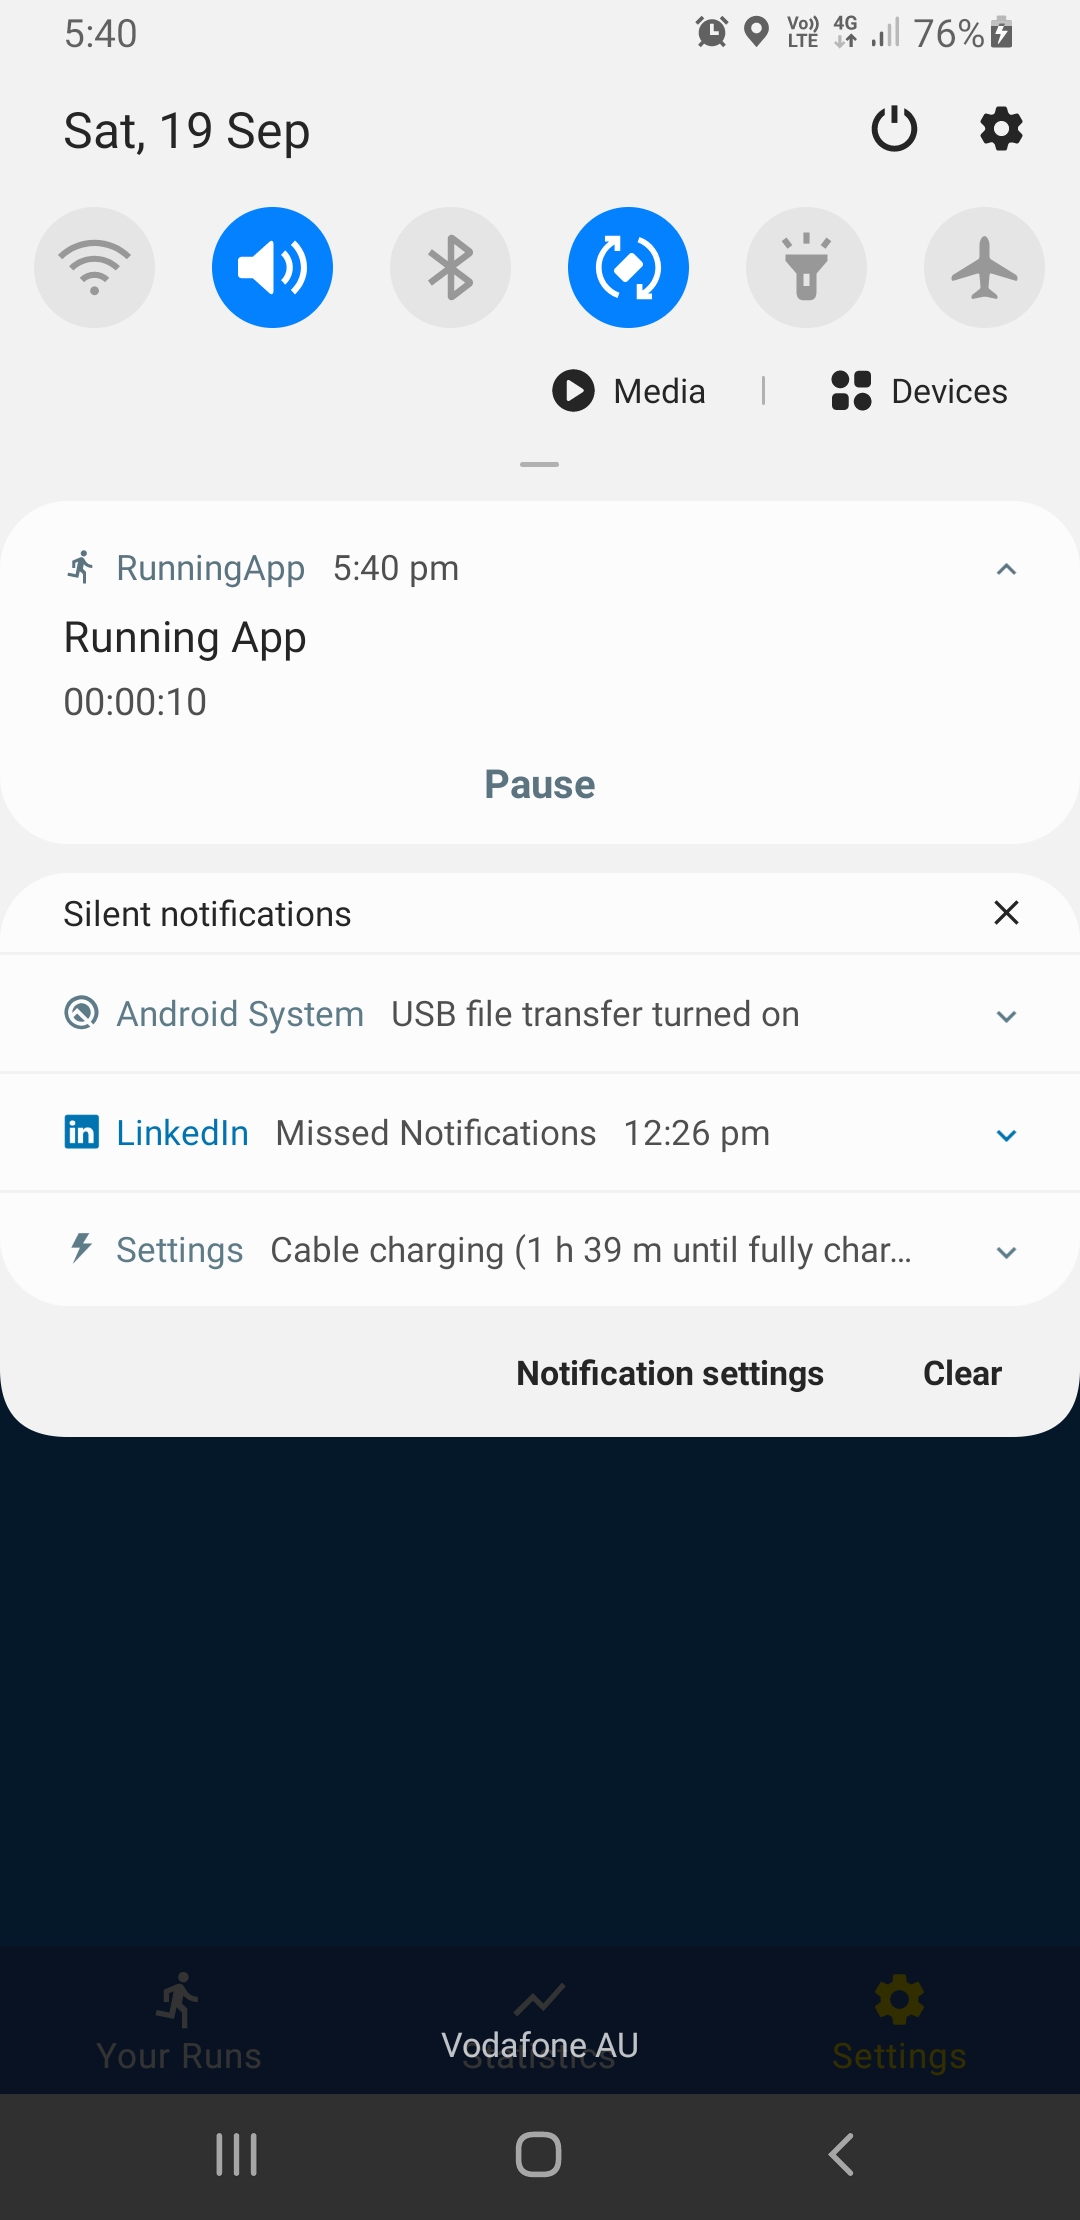 5:40 Vo)) LTE 4G 76%
Sat, 19 Sep
Media | Devices
RunningApp 5:40 pm
Running App
00:00:10
Pause
Silent notifications
Android System USB file transfer turned on
in LinkedIn Missed Notifications 12:26 pm
Settings Cable charging (1 h 39 m until fully char...
Notification settings Clear
Vodafone AU
Your Runs Statistics Settings